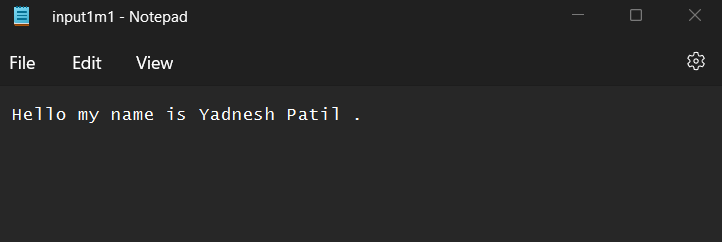 input1m1 - Notepad
File Edit View
Hello my name is Yadnesh Patil .